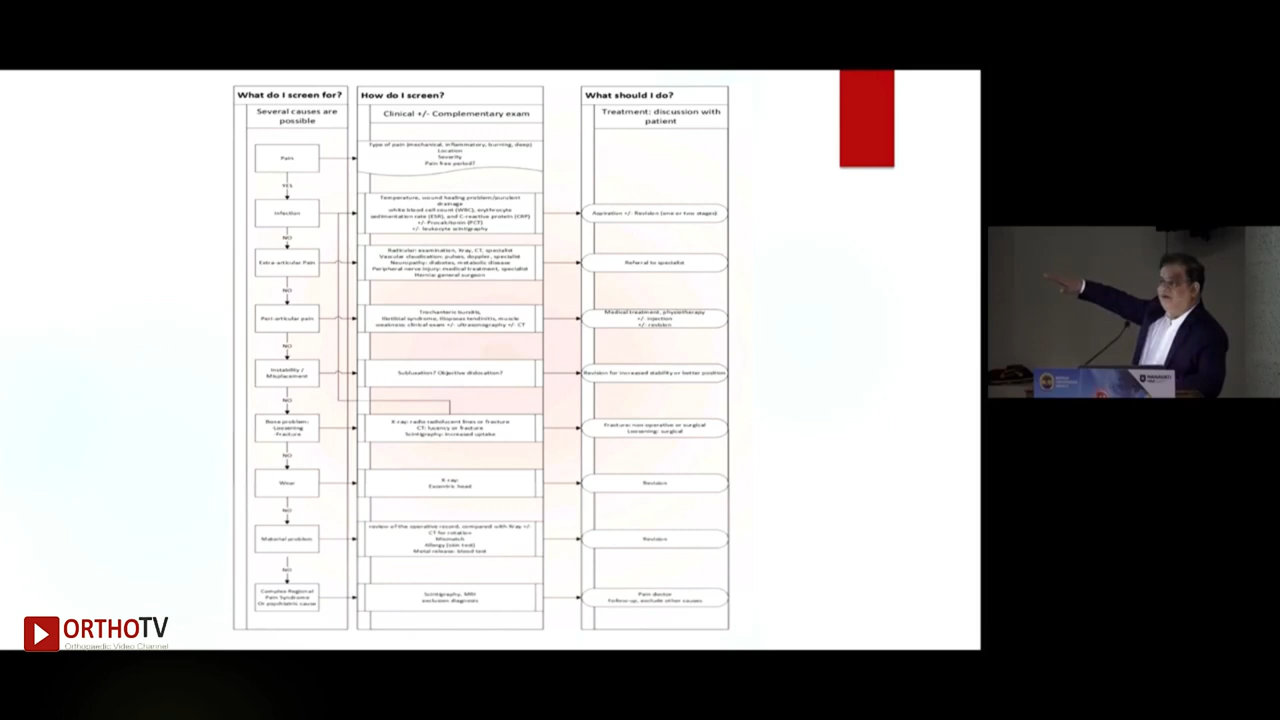 What do I screen for?
Several causes are
possible
How do I screen?
Clinical +/- Complementary exam
What should I do?
Treatment: discussion with
patient
Pain
Type of pain (mechanical, inflammatory, burning, deep)
Location
Severity
Pain free period?
YES
Infection
Temperature, wound healing problem/purulent
drainage
white blood cell count (WBC), erythrocyte
sedimentation rate (ESR), and C-reactive protein (CRP)
+/- Procalcitonin (PCT)
+/- leukocyte scintigraphy
Aspiration +/- Revision (one or two stages)
NO
Extra articular Pain
Radicular: examination, Xray, CT, specialist
Vascular claudication: pulses, doppler, specialist
Neuropathy: diabetes, metabolic disease
Peripheral nerve injury: medical treatment, specialist
Hernia: general surgeon
Referral to specialist
NO
Peri-articular pain
Trochanteric bursitis,
Iliotibial syndrome, Iliopsoas tendinitis, muscle
weakness: clinical exam +/- ultrasonography +/- CT
Medical treatment, physiotherapy
+/- injection
+/- revision
NO
Instability /
Misplacement
Subluxation? Objective dislocation?
Revision for increased stability or better position
NO
Bone problem:
Loosening
-Fracture
X-ray: radio radiolucent lines or fracture
CT: lucency or fracture
Scintigraphy: increased uptake
Fracture: non operative or surgical
Loosening: surgical
NO
Wear
X-ray:
Excentric head
Revision
NO
Material problem
review of the operative record, compared with Xray +/-
CT for rotation
Mismatch
Allergy (skin test)
Metal release: blood test
Revision
NO
Complex Regional
Pain Syndrome
Or psychiatric cause
Scintigraphy, MRI
exclusion diagnosis
Pain doctor
Follow-up, exclude other causes
ORTHOTV
Orthopaedic Video Channel